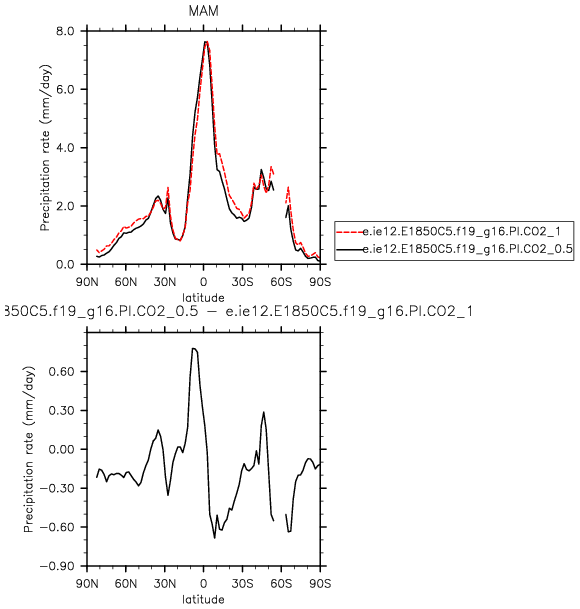 MAM
8.0
6.0
4.0
2.0
0.0
Precipitation rate (mm/day)
90N 60N 30N 0 30S 60S 90S
latitude
e.ie12.E1850C5.f19_g16.PI.CO2_1
e.ie12.E1850C5.f19_g16.PI.CO2_0.5
350C5.f19_g16.PI.CO2_0.5 − e.ie12.E1850C5.f19_g16.PI.CO2_1
0.60
0.30
0.00
−0.30
−0.60
−0.90
Precipitation rate (mm/day)
90N 60N 30N 0 30S 60S 90S
latitude